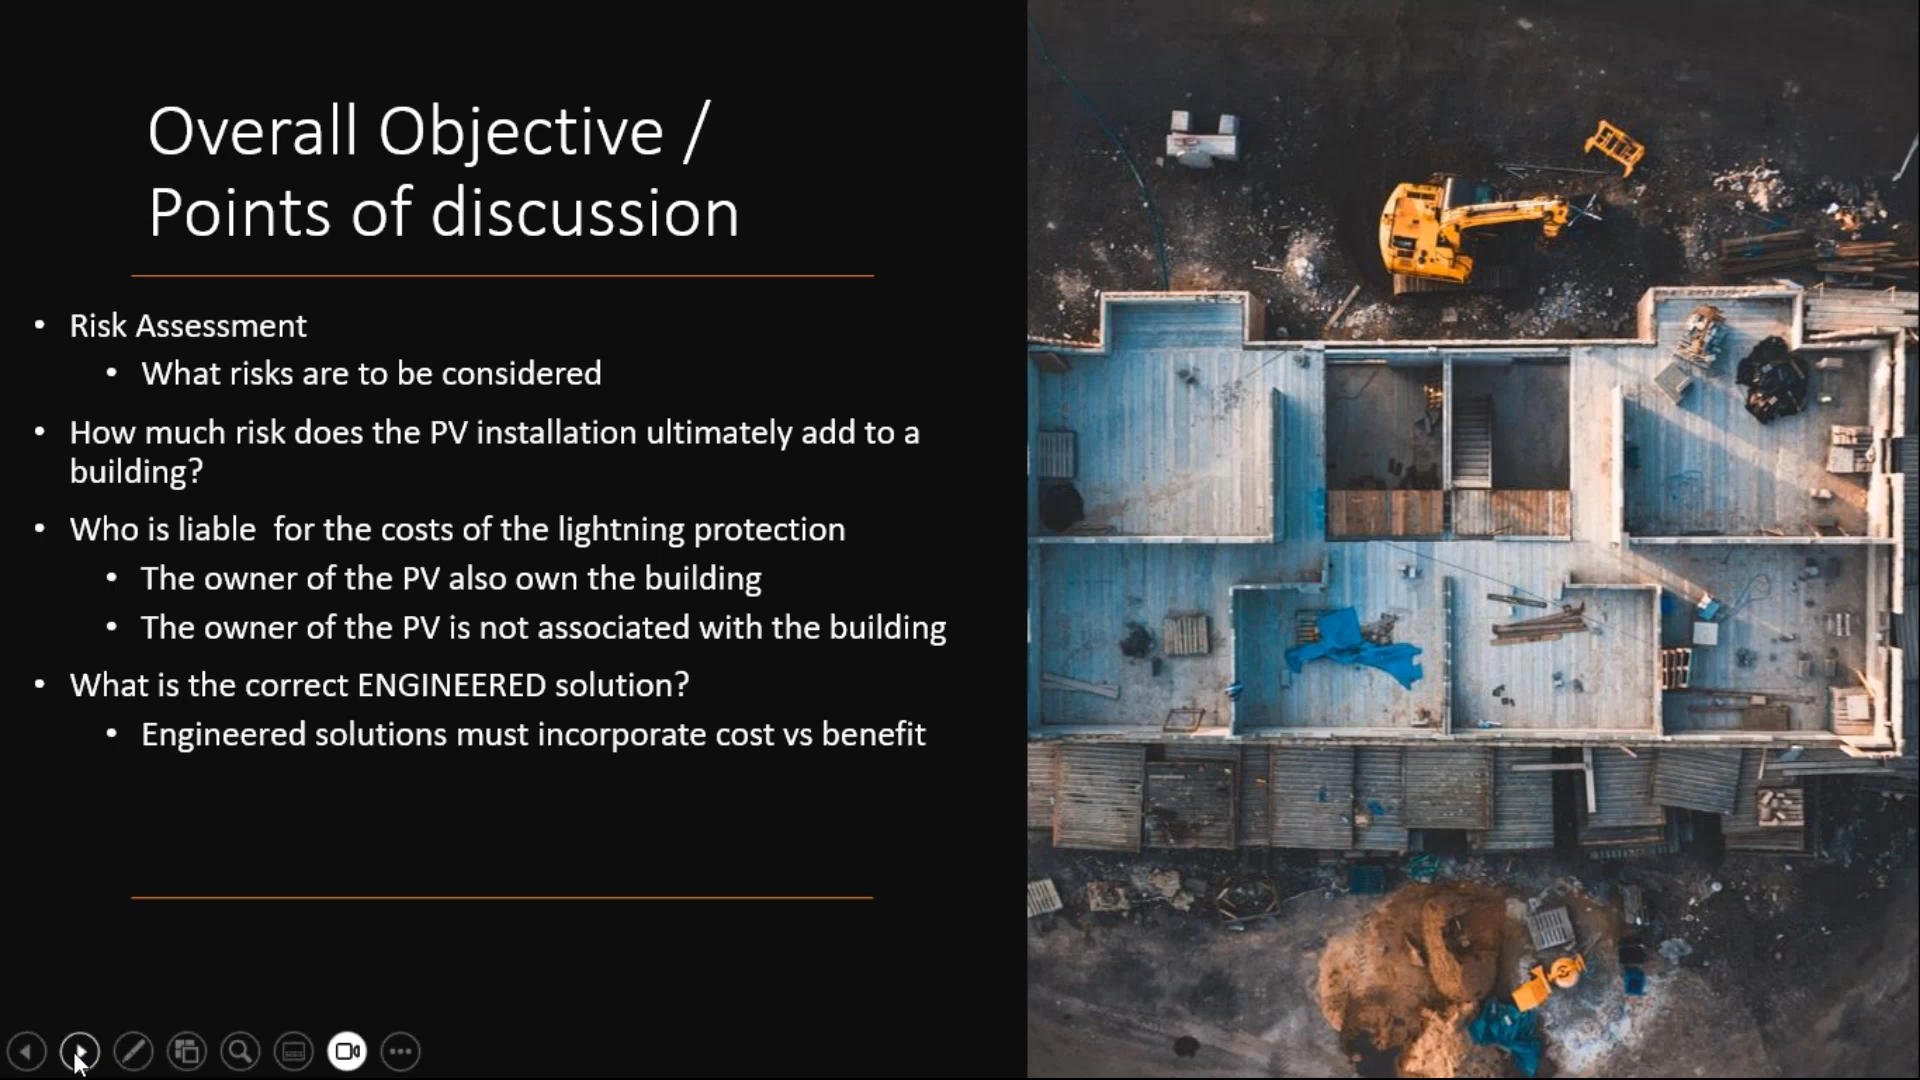 Overall Objective /
Points of discussion
• Risk Assessment
• What risks are to be considered
• How much risk does the PV installation ultimately add to a
building?
• Who is liable  for the costs of the lightning protection
• The owner of the PV also own the building
• The owner of the PV is not associated with the building
• What is the correct ENGINEERED solution?
• Engineered solutions must incorporate cost vs benefit